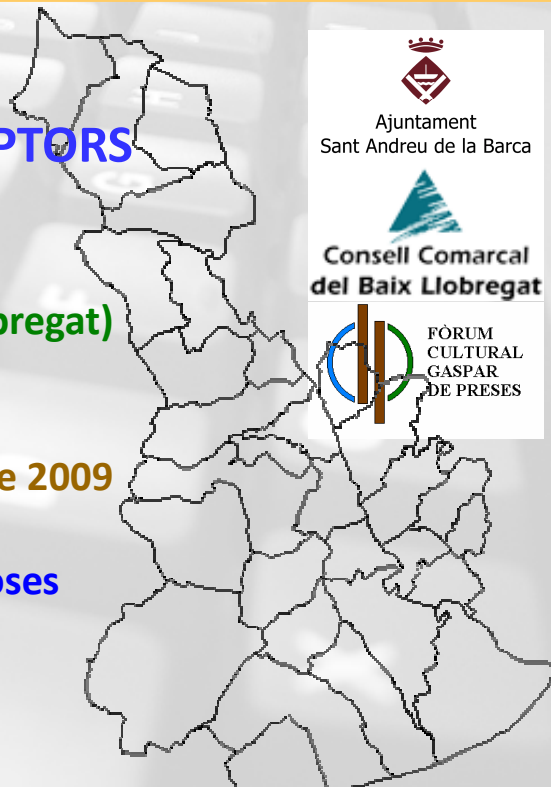 Ajuntament
Sant Andreu de la Barca
PTORS
Consell Comarcal
del Baix Llobregat
bregat)
FÒRUM
CULTURAL
GASPAR
DE PRESES
e 2009
oses